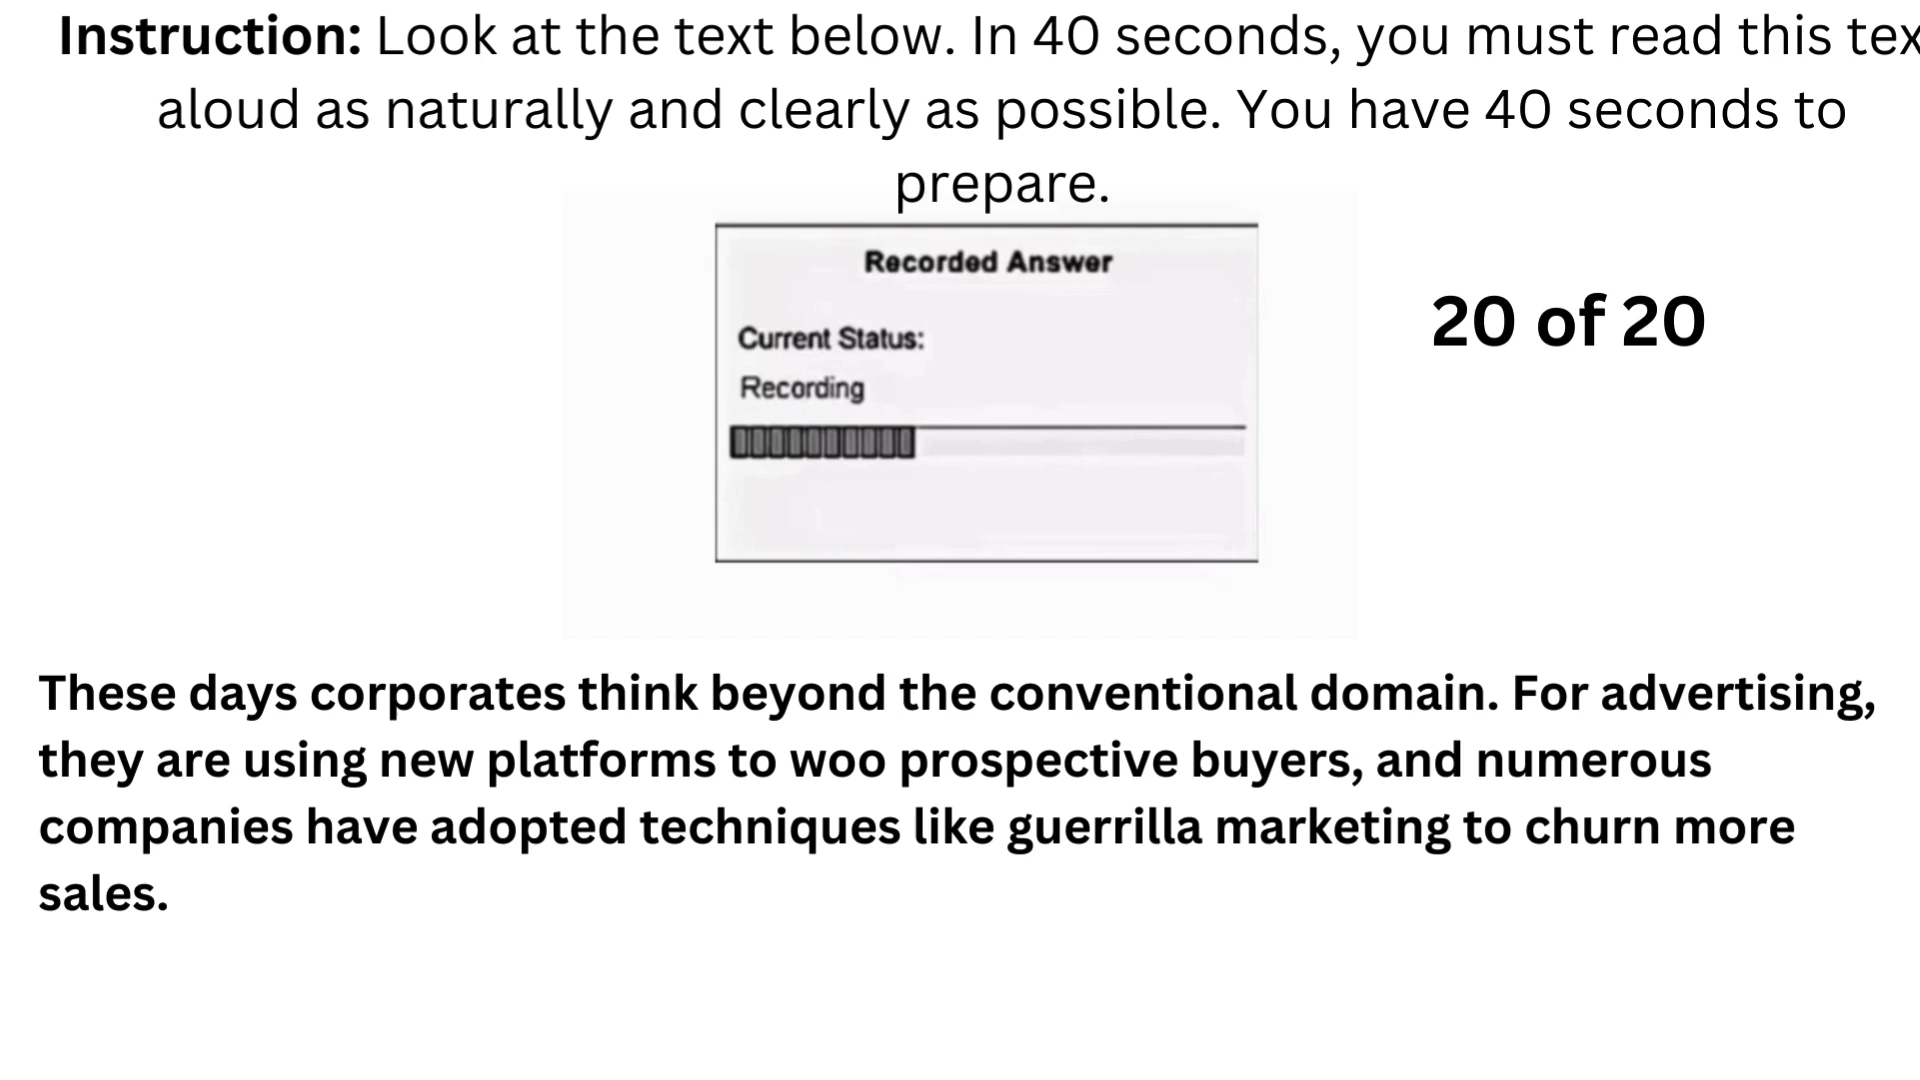 Instruction: Look at the text below. In 40 seconds, you must read this tex
aloud as naturally and clearly as possible. You have 40 seconds to
prepare.
Recorded Answer
Current Status:
Recording
20 of 20
These days corporates think beyond the conventional domain. For advertising,
they are using new platforms to woo prospective buyers, and numerous
companies have adopted techniques like guerrilla marketing to churn more
sales.